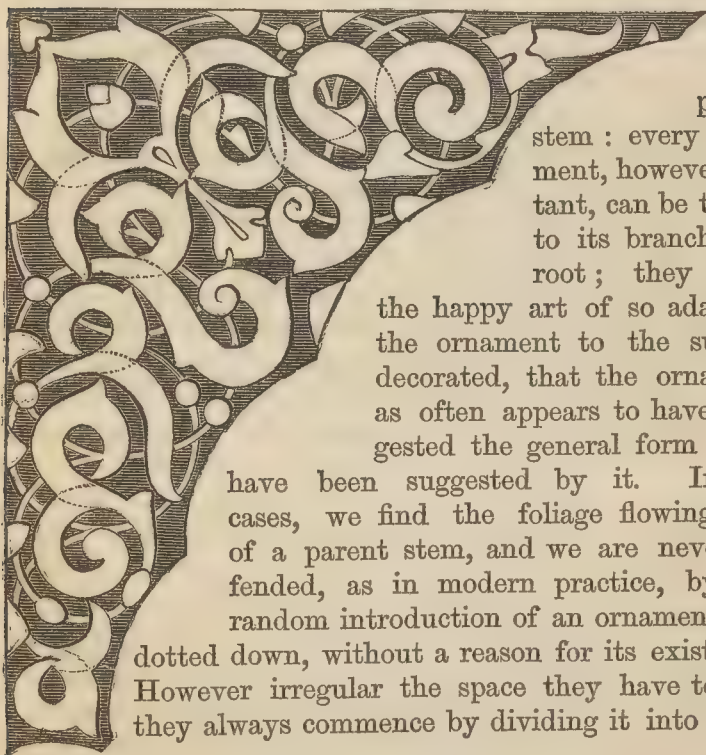 p
stem : every
ment, howeve
tant, can be t
to its branch
root ; they
the happy art of so ada
the ornament to the su
decorated, that the orna
as often appears to have
gested the general form
have been suggested by it. I
cases, we find the foliage flowing
of a parent stem, and we are neve
fended, as in modern practice, by
random introduction of an ornamen
dotted down, without a reason for its exist
However irregular the space they have to
they always commence by dividing it into